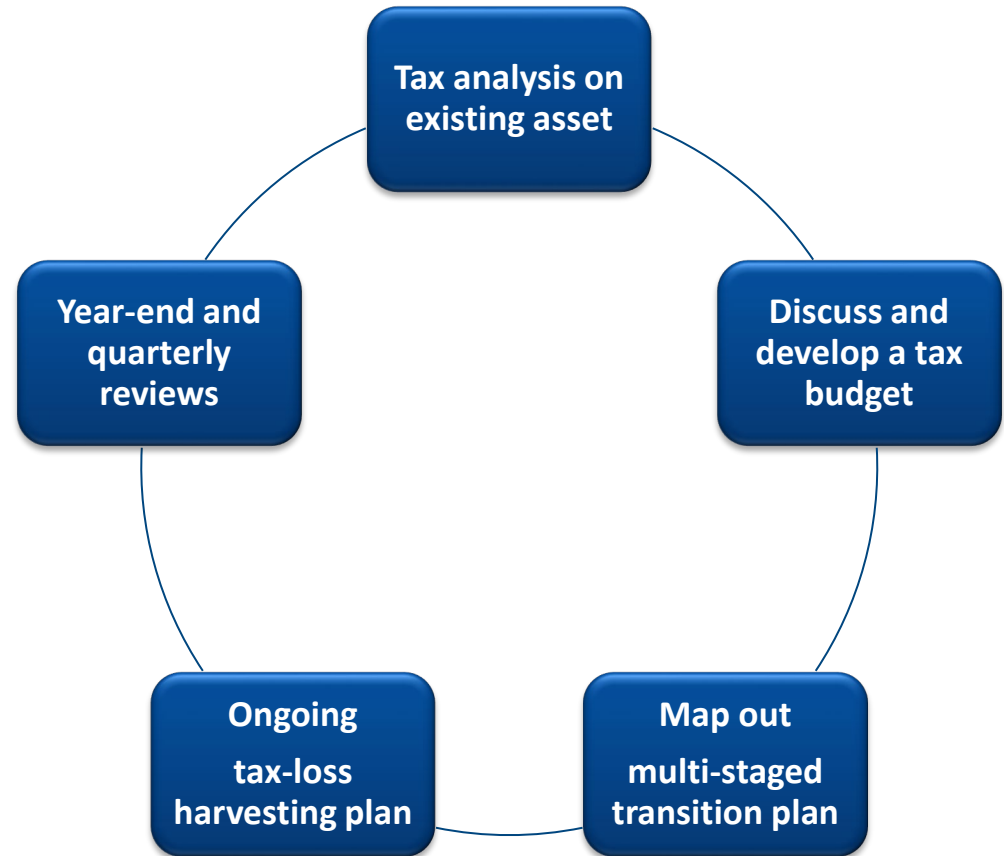 Tax analysis on
existing asset
Discuss and
develop a tax
budget
Map out
multi-staged
transition plan
Ongoing
tax-loss
harvesting plan
Year-end and
quarterly
reviews